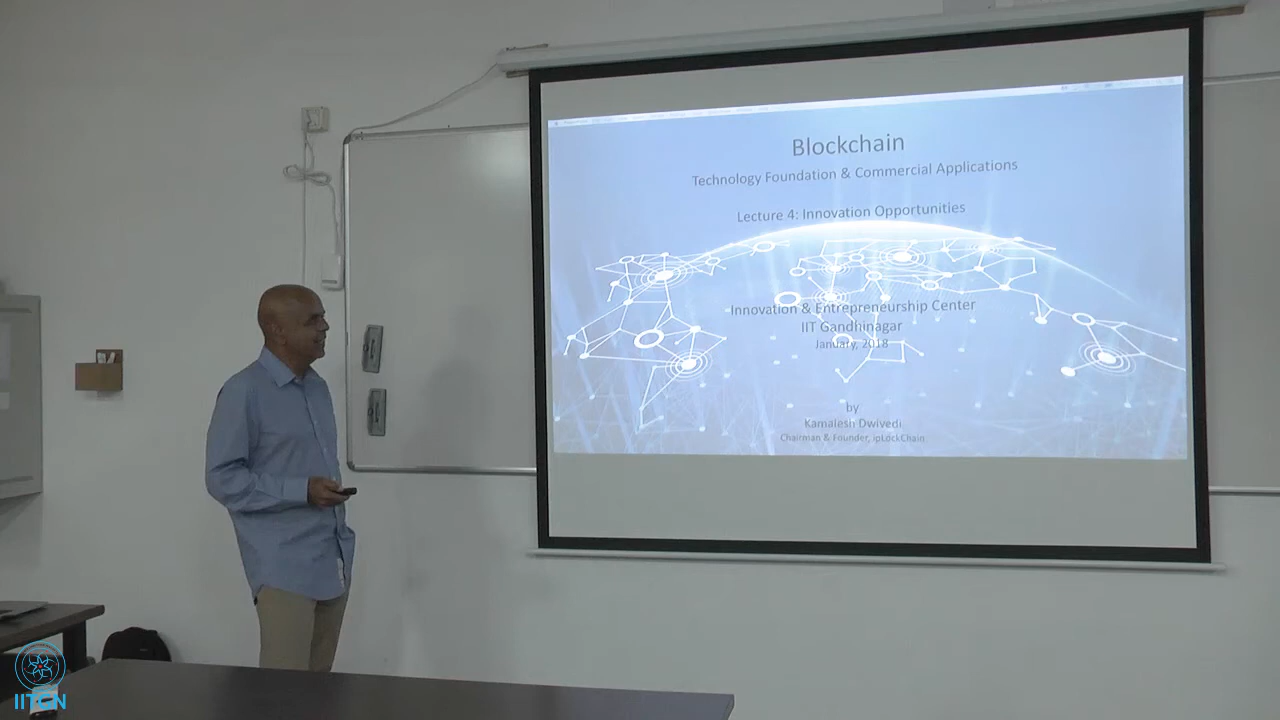 Blockchain
Technology Foundation & Commercial Applications
Lecture 4: Innovation Opportunities
Innovation & Entrepreneurship Center
IIT Gandhinagar
January, 2018
by
Kamalesh Dwivedi
Chairman & Founder, ipLockChain
IITGN